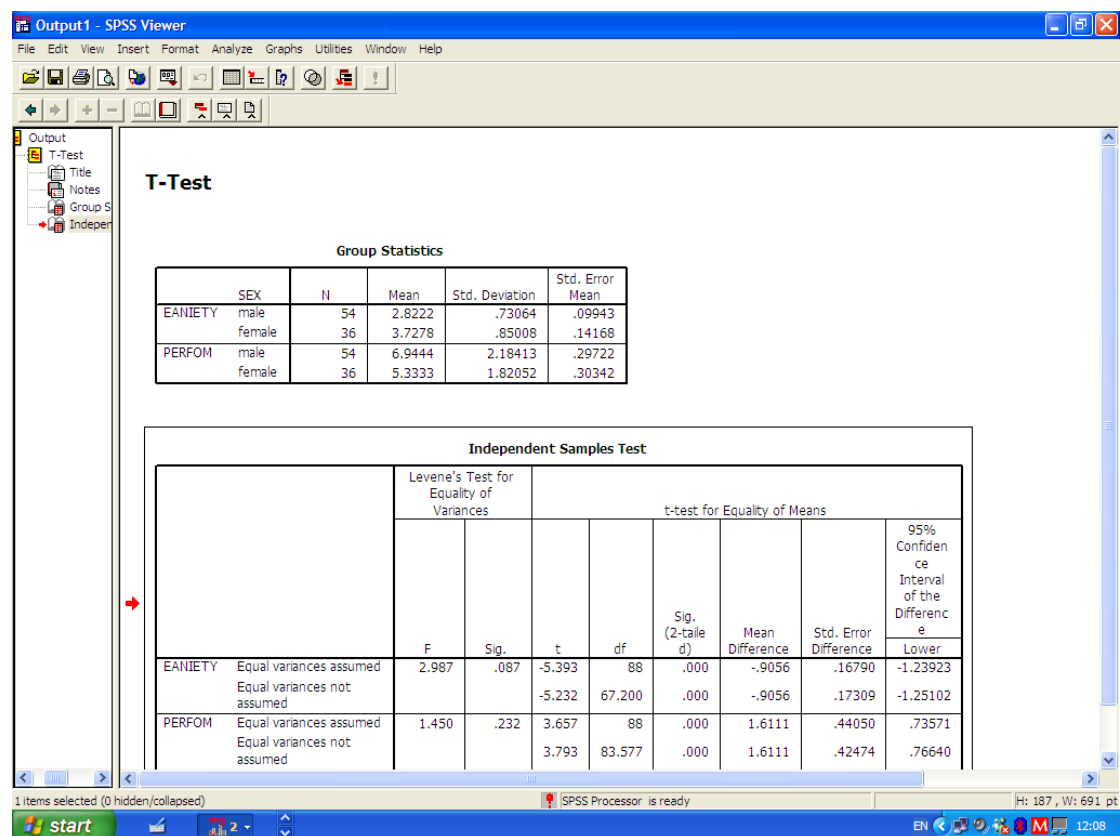 Output1 - SPSS Viewer
File Edit View Insert Format Analyze Graphs Utilities Window Help
Output
T-Test
Title
Notes
Group S
Indeper
T-Test
Group Statistics
SEX N Mean Std. Deviation Std. Error Mean
EANIETY male 54 2.8222 .73064 .09943
female 36 3.7278 .85008 .14168
PERFOM male 54 6.9444 2.18413 .29722
female 36 5.3333 1.82052 .30342
Independent Samples Test
Levene's Test for
Equality of
Variances
t-test for Equality of Means
F Sig. t df
Sig.
(2-taile
d)
Mean
Difference
Std. Error
Difference
95%
Confiden
ce
Interval
of the
Differenc
e
Lower
EANIETY Equal variances assumed 2.987 .087 -5.393 88 .000 -.9056 .16790 -1.23923
Equal variances not
assumed -5.232 67.200 .000 -.9056 .17309 -1.25102
PERFOM Equal variances assumed 1.450 .232 3.657 88 .000 1.6111 .44050 .73571
Equal variances not
assumed 3.793 83.577 .000 1.6111 .42474 .76640
1 items selected (0 hidden/collapsed) SPSS Processor is ready H: 187 , W: 691 pt
start 2 EN M 12:08